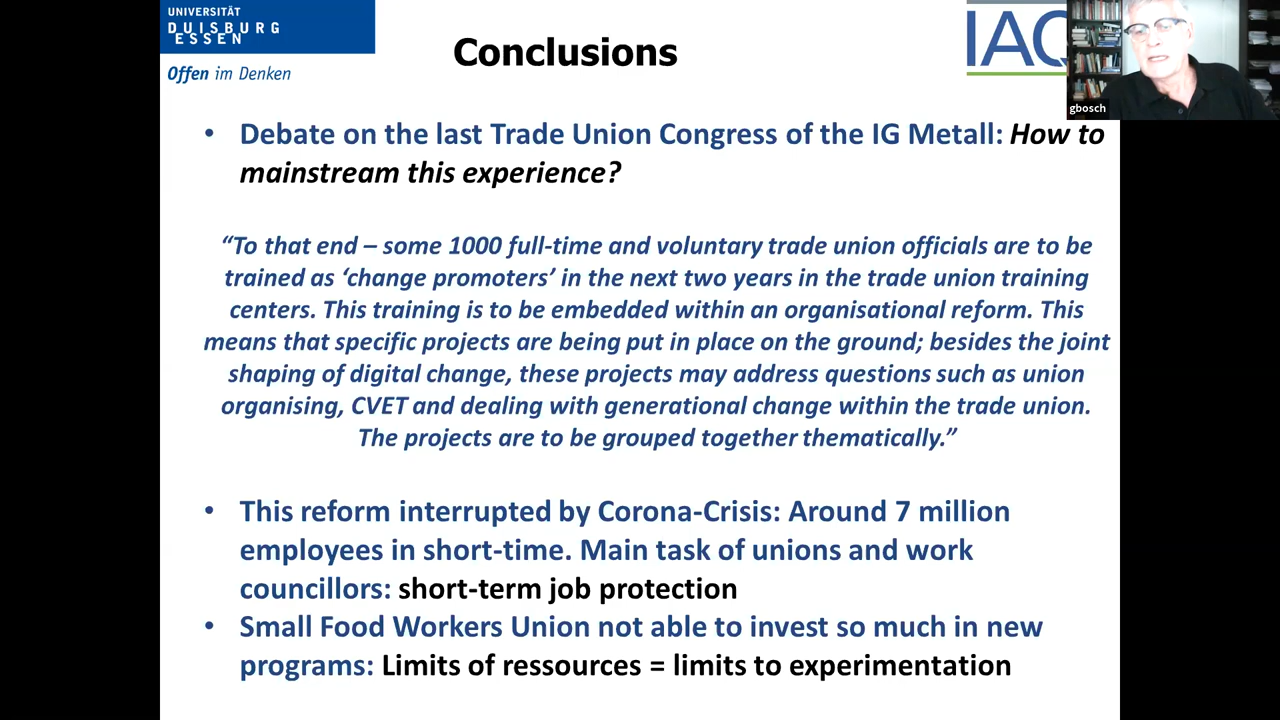 UNIVERSITÄT
DUISBURG
ESSEN
Offen im Denken
Conclusions
IAQ
gbosch
• Debate on the last Trade Union Congress of the IG Metall: How to
mainstream this experience?
“To that end – some 1000 full-time and voluntary trade union officials are to be
trained as ‘change promoters’ in the next two years in the trade union training
centers. This training is to be embedded within an organisational reform. This
means that specific projects are being put in place on the ground; besides the joint
shaping of digital change, these projects may address questions such as union
organising, CVET and dealing with generational change within the trade union.
The projects are to be grouped together thematically.”
• This reform interrupted by Corona-Crisis: Around 7 million
employees in short-time. Main task of unions and work
councillors: short-term job protection
• Small Food Workers Union not able to invest so much in new
programs: Limits of ressources = limits to experimentation